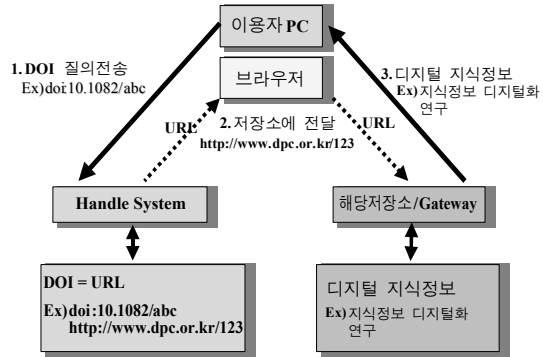 이용자 PC
1. DOI 질의전송
Ex)doi:10.1082/abc
브라우저
3. 디지털 지식정보
Ex) 지식정보 디지털화
연구
URL
2. 저장소에 전달
http://www.dpc.or.kr/123
URL
Handle System
해당저장소/Gateway
DOI = URL
Ex)doi:10.1082/abc
http://www.dpc.or.kr/123
디지털 지식정보
Ex) 지식정보 디지털화
연구